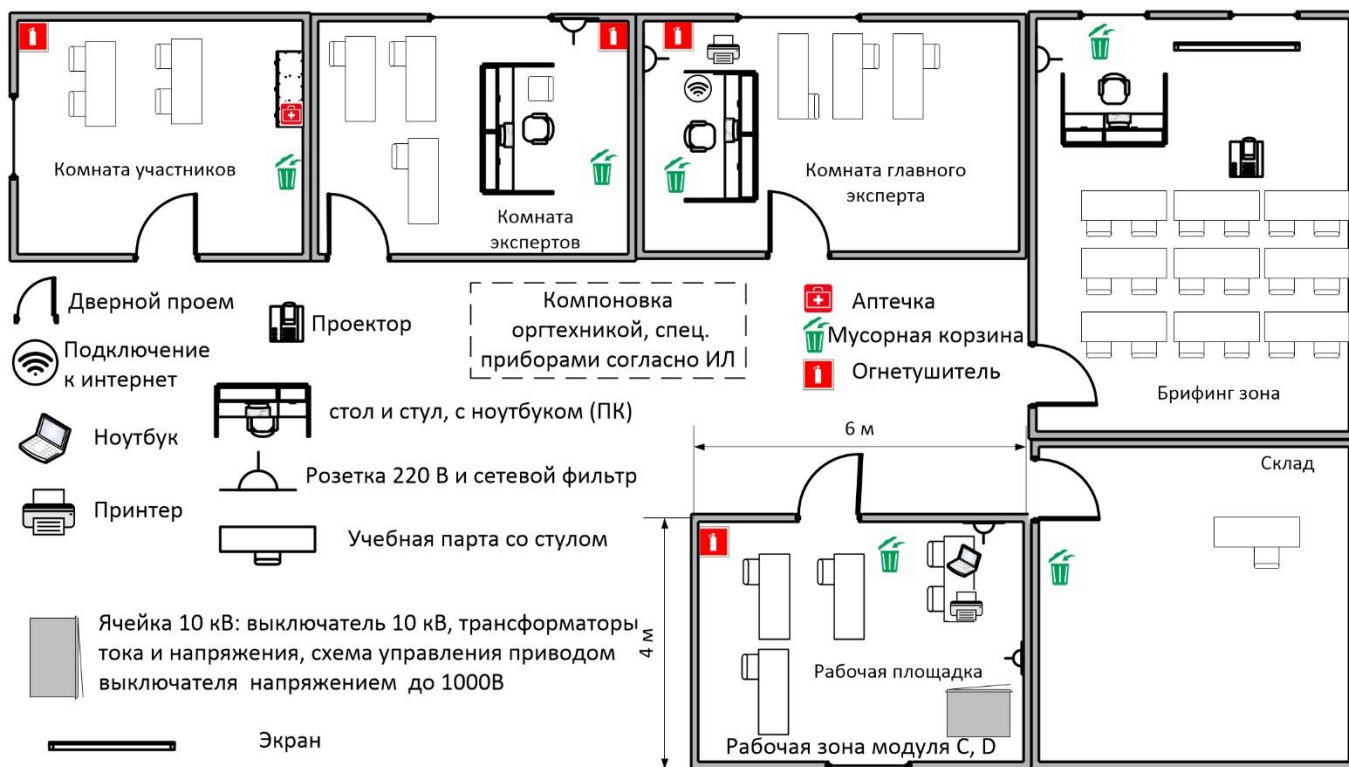 Комната участников
Комната
экспертов
Комната главного
эксперта
Дверной проем
Проектор
Компоновка
оргтехникой, спец.
приборами согласно ИЛ
Аптечка
Мусорная корзина
Огнетушитель
Подключение
к интернет
Брифинг зона
стол и стул, с ноутбуком (ПК)
Ноутбук
6 м
Склад
Розетка 220 В и сетевой фильтр
Принтер
Учебная парта со стулом
Ячейка 10 кВ: выключатель 10 кВ, трансформаторы
тока и напряжения, схема управления приводом
выключателя напряжением до 1000В
4 м
Рабочая площадка
Экран
Рабочая зона модуля C, D